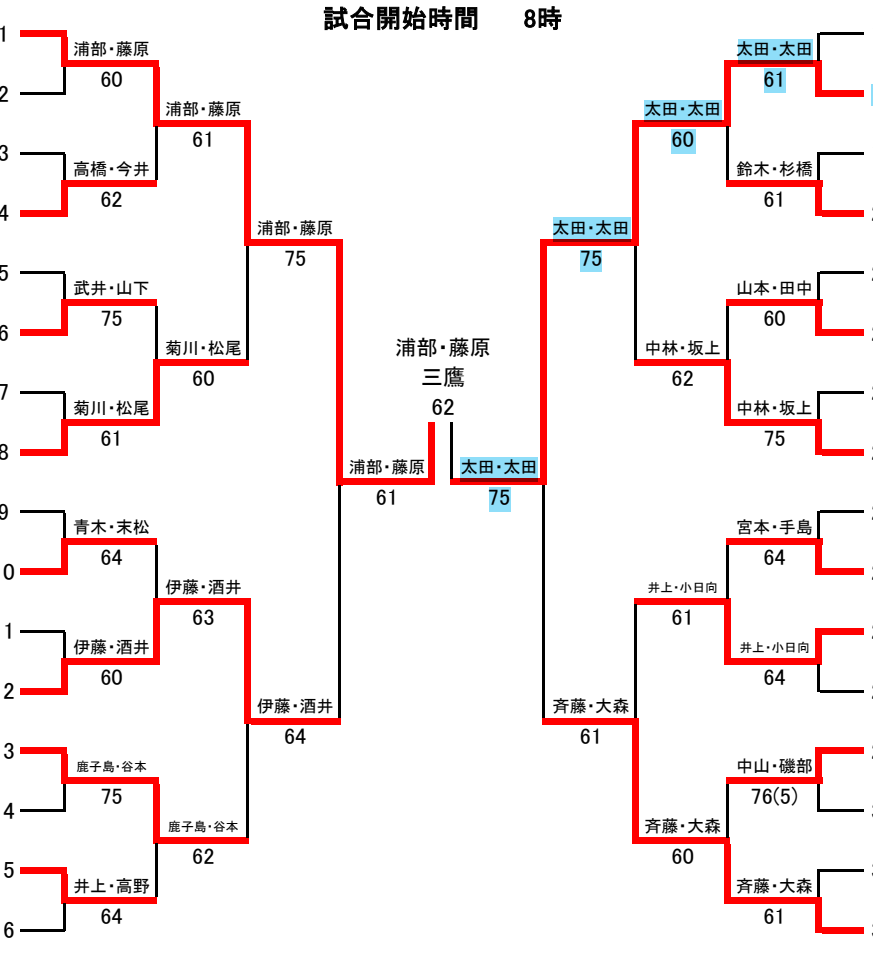 試合開始時間　　8時
1
浦部・藤原
60
2
浦部・藤原
61
3
高橋・今井
62
4
浦部・藤原
75
5
武井・山下
75
6
菊川・松尾
60
7
菊川・松尾
61
8
浦部・藤原
61
9
青木・末松
64
0
伊藤・酒井
63
1
伊藤・酒井
60
2
伊藤・酒井
64
3
鹿子島・谷本
75
4
鹿子島・谷本
62
5
井上・高野
64
6
浦部・藤原
三鷹
62
太田・太田
61
太田・太田
60
鈴木・杉橋
61
太田・太田
75
山本・田中
60
中林・坂上
62
中林・坂上
75
太田・太田
75
宮本・手島
64
井上・小日向
61
井上・小日向
64
斉藤・大森
61
中山・磯部
76(5)
斉藤・大森
60
斉藤・大森
61